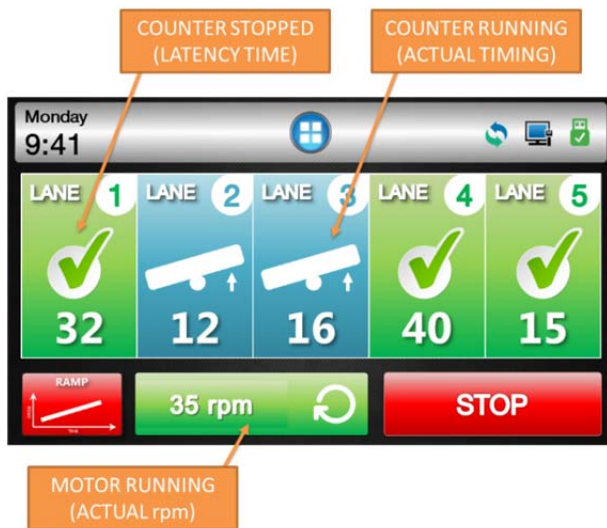 COUNTER STOPPED
(LATENCY TIME)
COUNTER RUNNING
(ACTUAL TIMING)
Monday
9:41
LANE 1
LANE 2
LANE 3
LANE 4
LANE 5
32
12
16
40
15
RAMP
35 rpm
STOP
MOTOR RUNNING
(ACTUAL rpm)